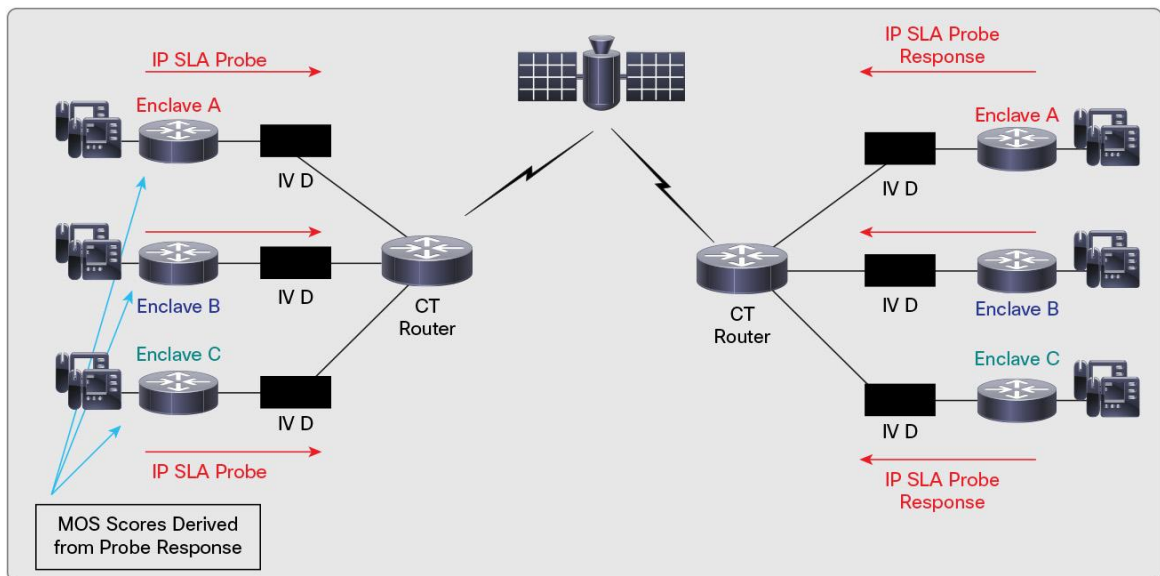 IP SLA Probe
Enclave A
IV D
Enclave B
IV D
CT
Router
Enclave C
IV D
IP SLA Probe
MOS Scores Derived
from Probe Response
IP SLA Probe
Response
Enclave A
IV D
IV D
Enclave B
CT
Router
Enclave C
IV D
IP SLA Probe
Response